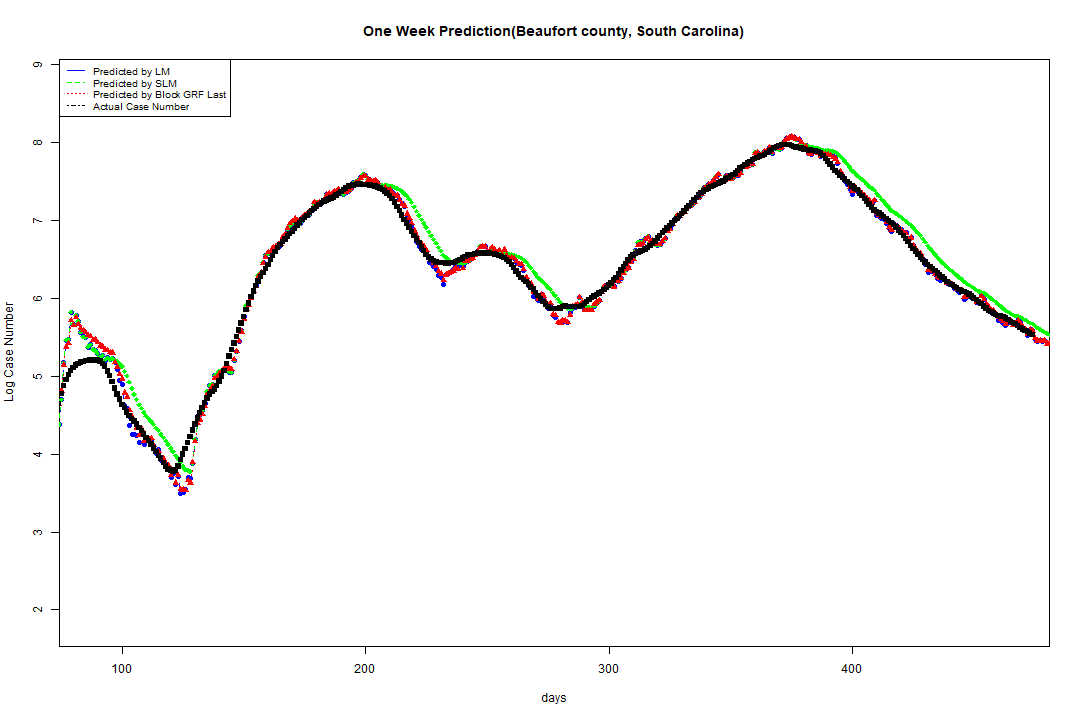 One Week Prediction(Beaufort county, South Carolina)
Predicted by LM
Predicted by SLM
Predicted by Block GRF Last
Actual Case Number
9
8
7
6
5
4
3
2
Log Case Number
100 200 300 400
days